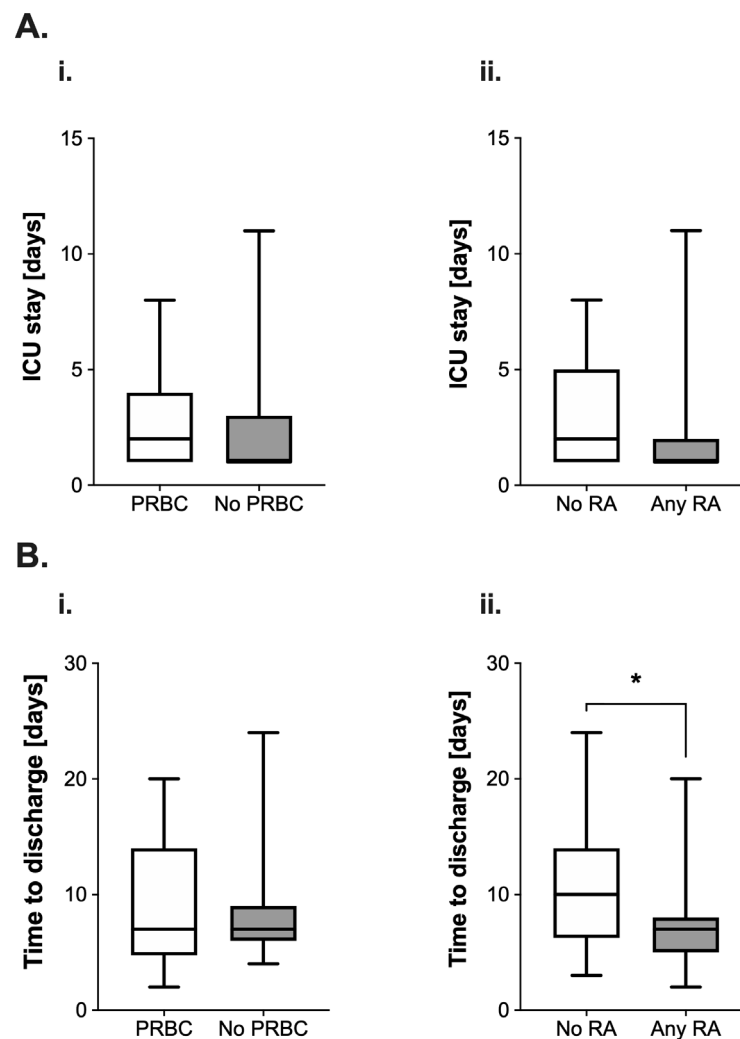 A.
i.
ii.
ICU stay [days]
15
10
5
0
PRBC No PRBC
ICU stay [days]
15
10
5
0
No RA Any RA
B.
i.
ii.
Time to discharge [days]
30
20
10
0
PRBC No PRBC
Time to discharge [days]
30
20
10
0
*
No RA Any RA